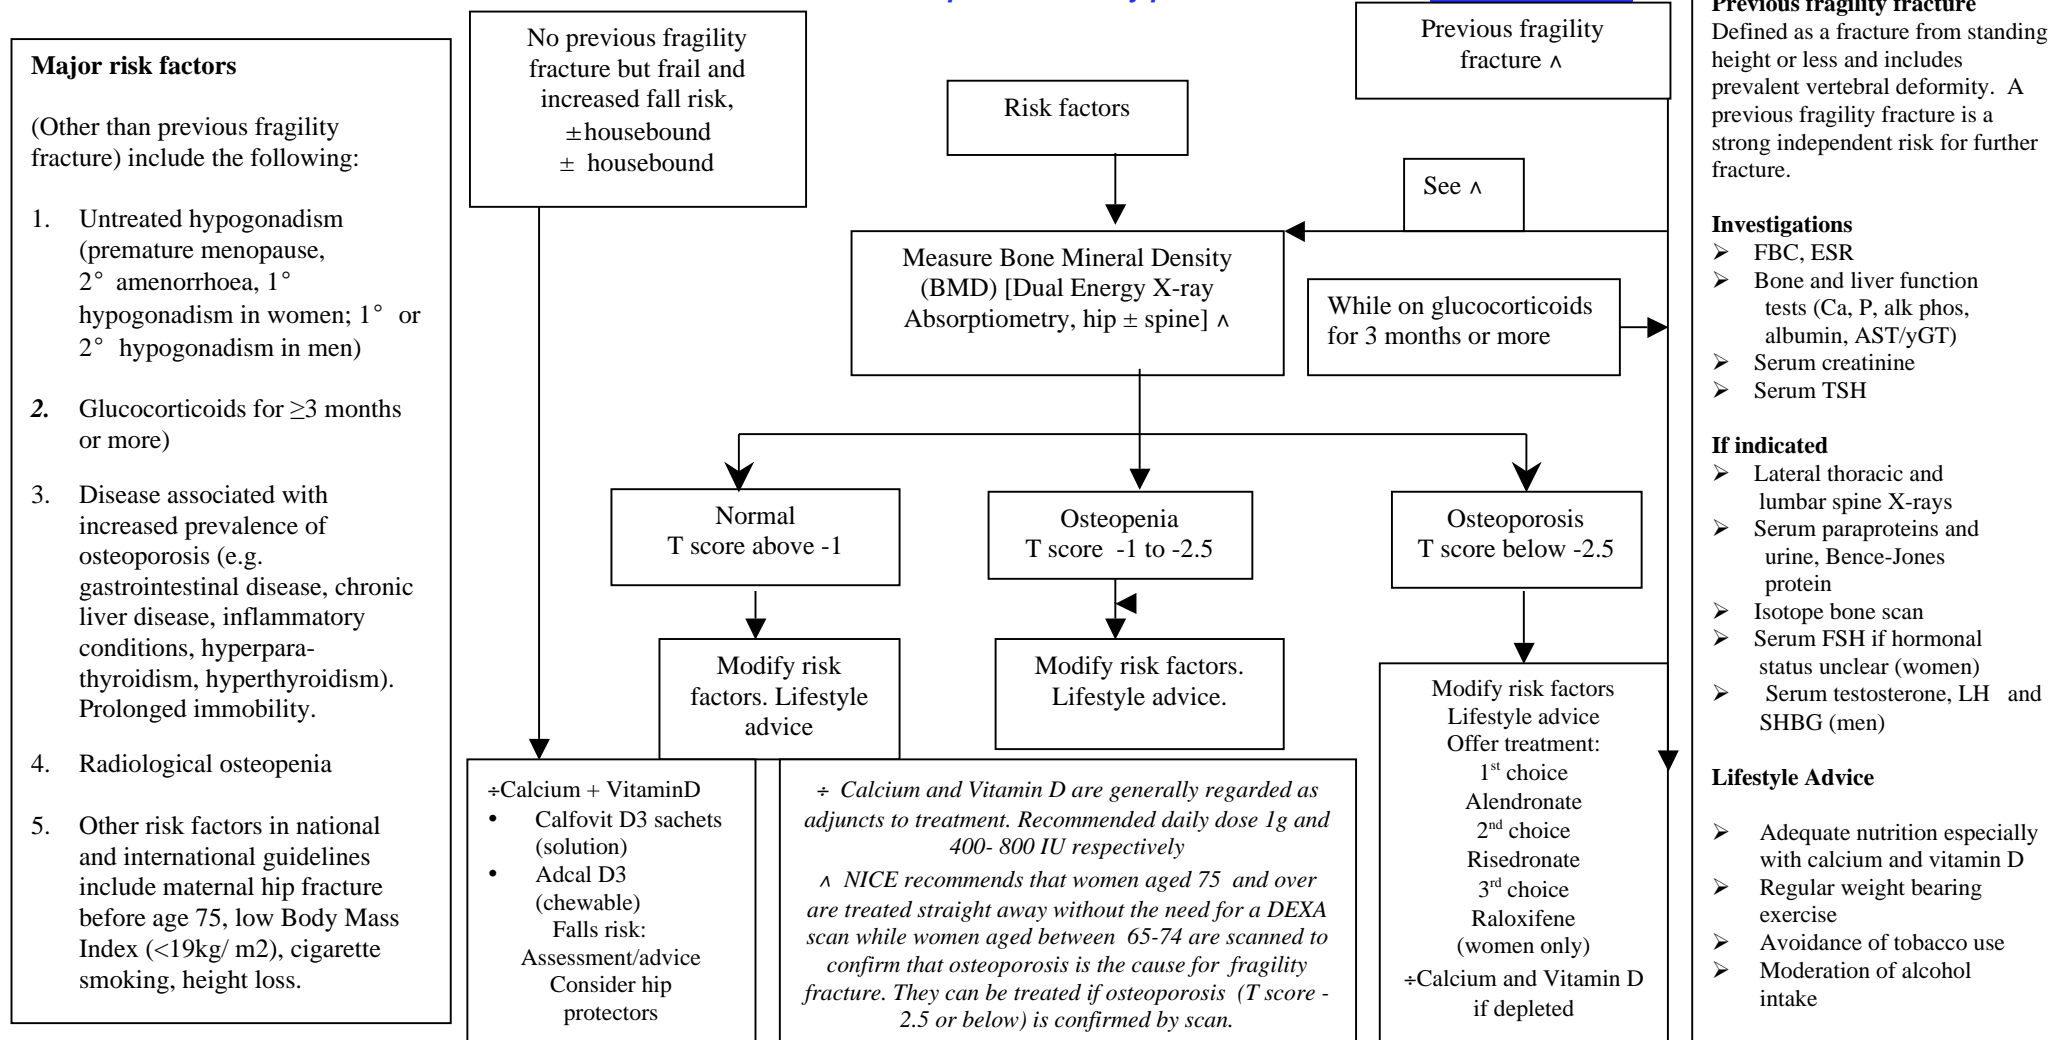 Major risk factors
(Other than previous fragility
fracture) include the following:
1. Untreated hypogonadism
(premature menopause,
2° amenorrhoea, 1°
hypogonadism in women; 1° or
2° hypogonadism in men)
2. Glucocorticoids for ≥3 months
or more)
3. Disease associated with
increased prevalence of
osteoporosis (e.g.
gastrointestinal disease, chronic
liver disease, inflammatory
conditions, hyperpara-
thyroidism, hyperthyroidism).
Prolonged immobility.
4. Radiological osteopenia
5. Other risk factors in national
and international guidelines
include maternal hip fracture
before age 75, low Body Mass
Index (<19kg/ m2), cigarette
smoking, height loss.
No previous fragility
fracture but frail and
increased fall risk,
±housebound
± housebound
Risk factors
Previous fragility
fracture ^
See ^
Measure Bone Mineral Density
(BMD) [Dual Energy X-ray
Absorptiometry, hip ± spine] ^
While on glucocorticoids
for 3 months or more
Normal
T score above -1
Osteopenia
T score -1 to -2.5
Osteoporosis
T score below -2.5
Modify risk
factors. Lifestyle
advice
Modify risk factors.
Lifestyle advice.
Modify risk factors
Lifestyle advice
Offer treatment:
1st choice
Alendronate
2nd choice
Risedronate
3rd choice
Raloxifene
(women only)
÷Calcium and Vitamin D
if depleted
÷Calcium + VitaminD
• Calfovit D3 sachets
(solution)
• Adcal D3
(chewable)
Falls risk:
Assessment/advice
Consider hip
protectors
÷ Calcium and Vitamin D are generally regarded as
adjuncts to treatment. Recommended daily dose 1g and
400- 800 IU respectively
^ NICE recommends that women aged 75 and over
are treated straight away without the need for a DEXA
scan while women aged between 65-74 are scanned to
confirm that osteoporosis is the cause for fragility
fracture. They can be treated if osteoporosis (T score -
2.5 or below) is confirmed by scan.
Previous fragility fracture
Defined as a fracture from standing
height or less and includes
prevalent vertebral deformity. A
previous fragility fracture is a
strong independent risk for further
fracture.
Investigations
➢ FBC, ESR
➢ Bone and liver function
tests (Ca, P, alk phos,
albumin, AST/yGT)
➢ Serum creatinine
➢ Serum TSH
If indicated
➢ Lateral thoracic and
lumbar spine X-rays
➢ Serum paraproteins and
urine, Bence-Jones
protein
➢ Isotope bone scan
➢ Serum FSH if hormonal
status unclear (women)
➢ Serum testosterone, LH and
SHBG (men)
Lifestyle Advice
➢ Adequate nutrition especially
with calcium and vitamin D
➢ Regular weight bearing
exercise
➢ Avoidance of tobacco use
➢ Moderation of alcohol
intake